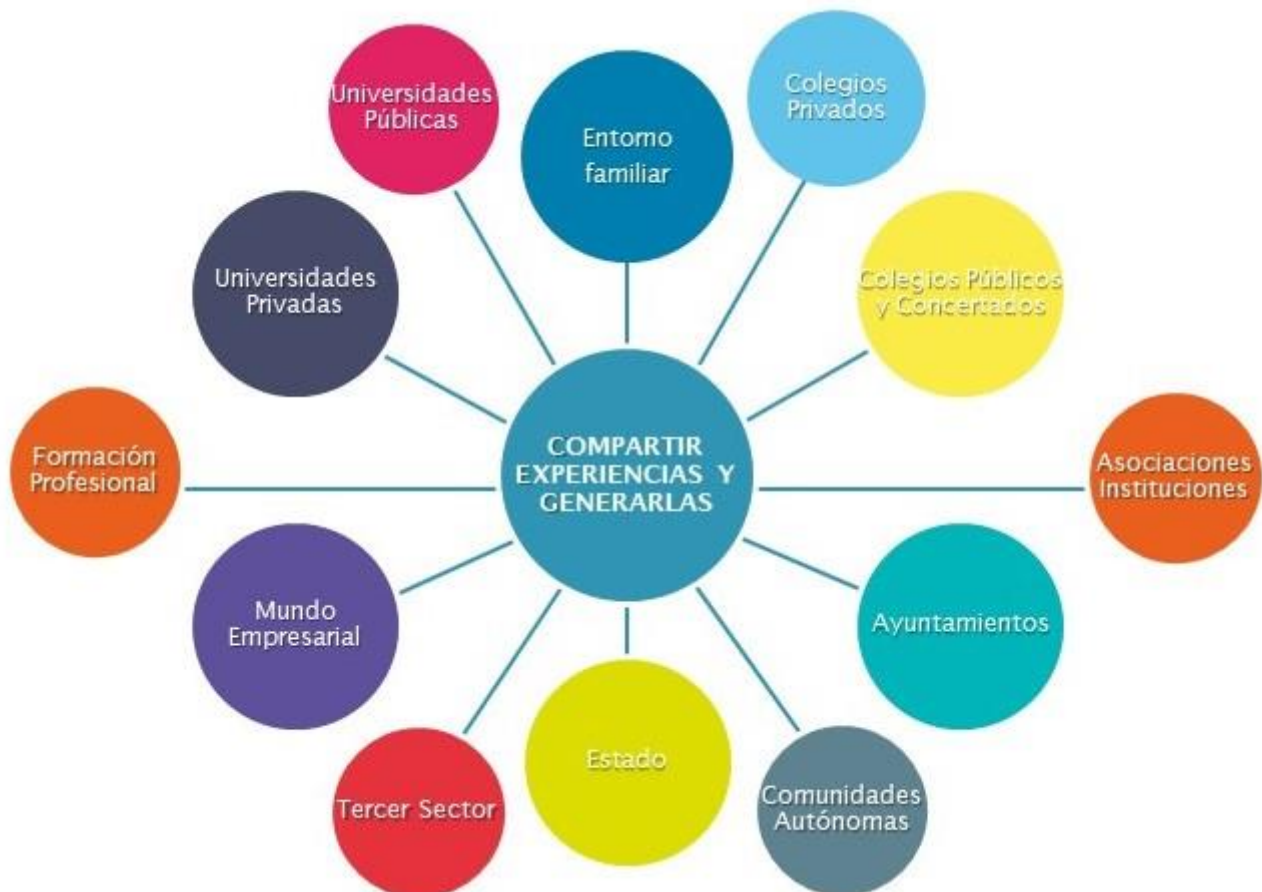 Universidades
Públicas
Entorno
familiar
Colegios
Privados
Universidades
Privadas
Colegios Públicos
y Concertados
Formación
Profesional
COMPARTIR
EXPERIENCIAS Y
GENERARLAS
Asociaciones
Instituciones
Mundo
Empresarial
Ayuntamientos
Tercer Sector
Estado
Comunidades
Autónomas